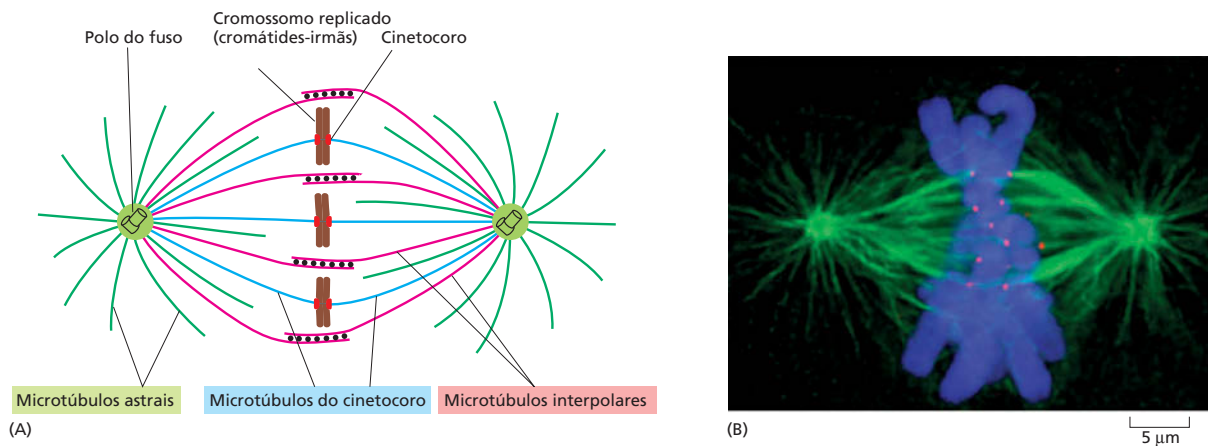 Polo do fuso
Cromossomo replicado
(cromátides-irmãs)
Cinetocoro
Microtúbulos astrais
Microtúbulos do cinetocoro
Microtúbulos interpolares
(A)
(B)
5 μm